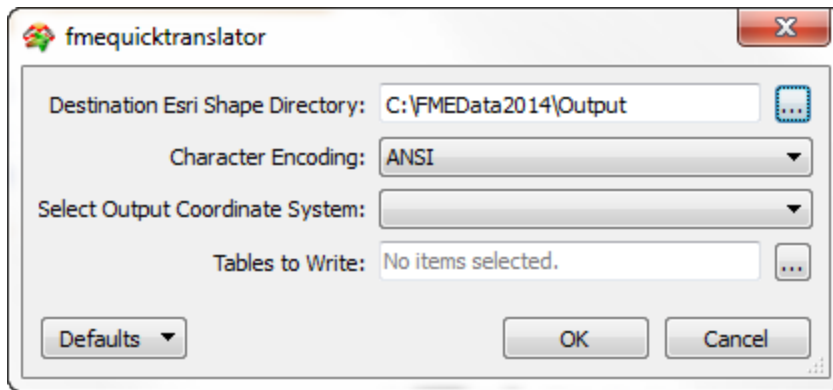 fmequicktranslator
Destination Esri Shape Directory: C:\FMEData2014\Output ...
Character Encoding: ANSI
Select Output Coordinate System:
Tables to Write: No items selected. ...
Defaults OK Cancel